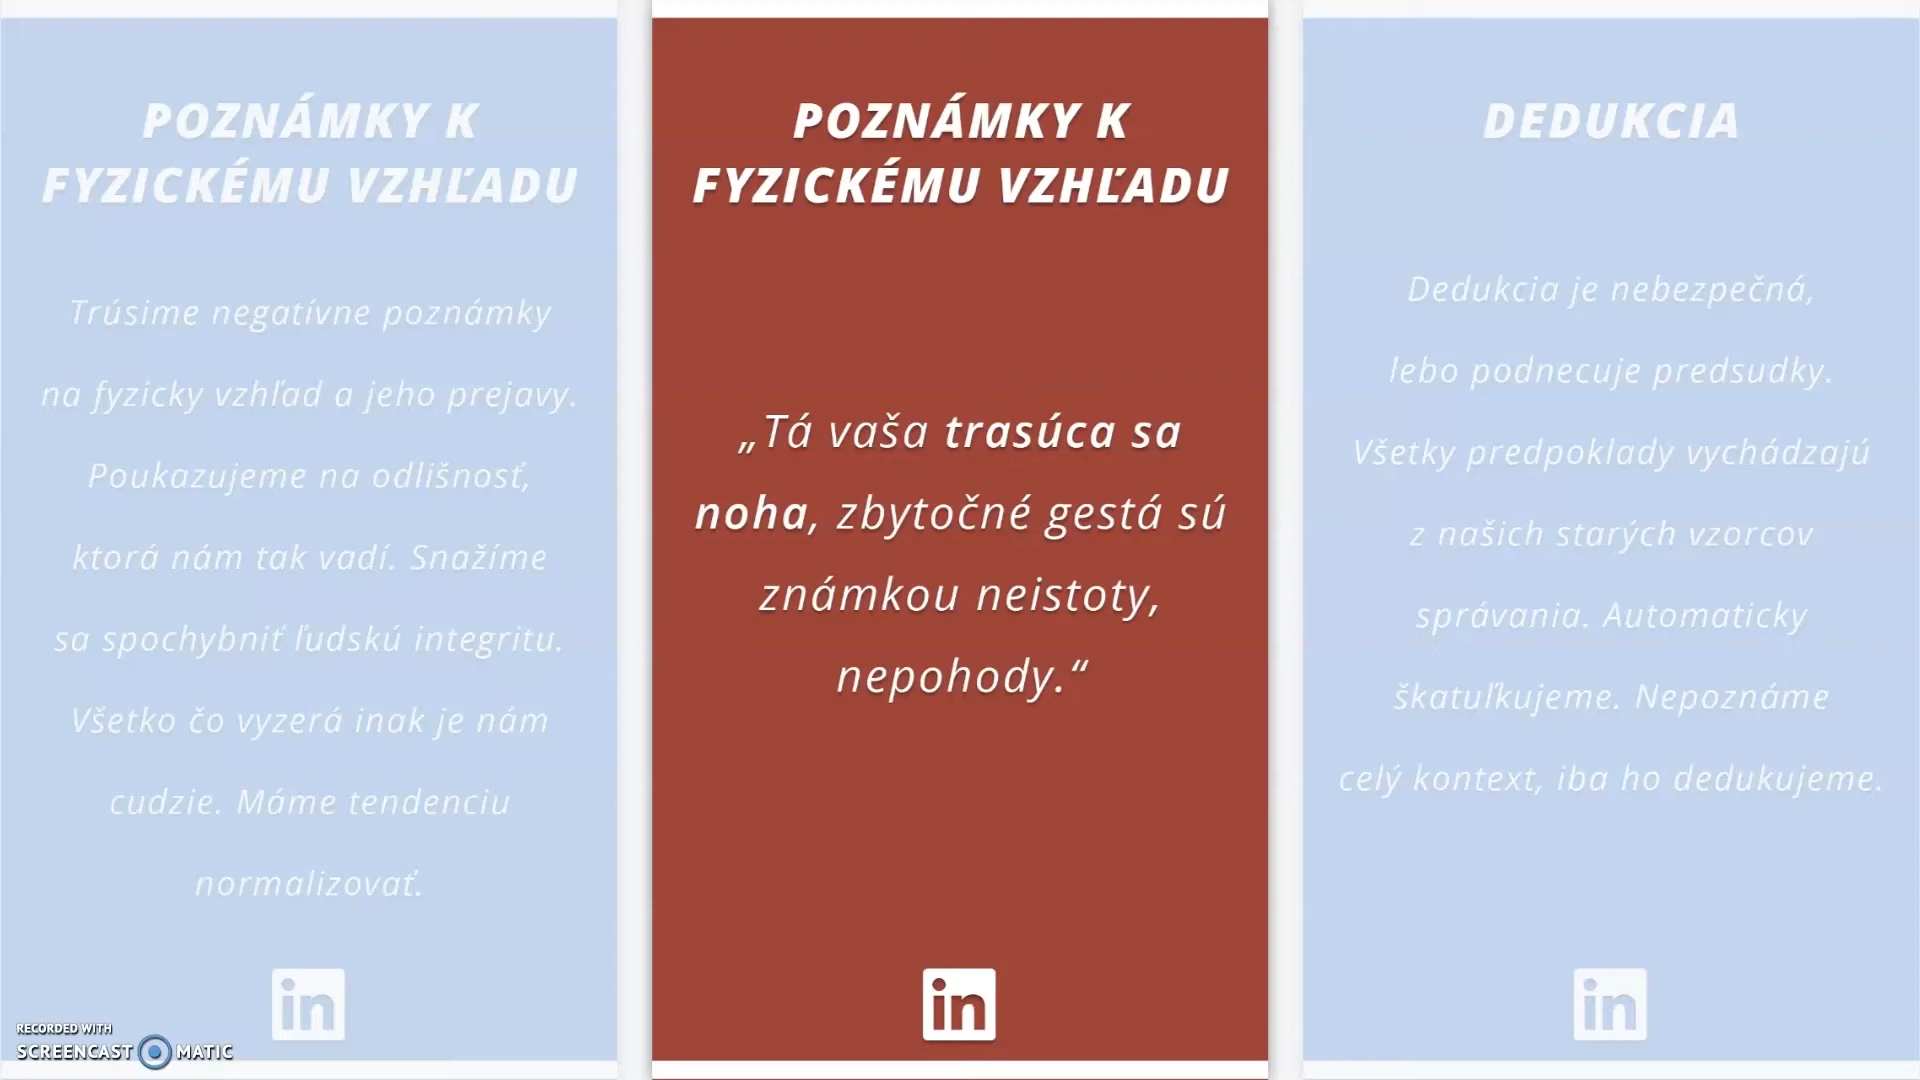 POZNÁMKY K
FYZICKÉMU VZHĽADU
Trúsime negatívne poznámky
na fyzicky vzhľad a jeho prejavy.
Poukazujeme na odlišnosť,
ktorá nám tak vadí. Snažíme
sa spochybniť ľudskú integritu.
Všetko čo vyzerá inak je nám
cudzie. Máme tendenciu
normalizovať.
in
POZNÁMKY K
FYZICKÉMU VZHĽADU
„Tá vaša trasúca sa
noha, zbytočné gestá sú
známkou neistoty,
nepohody.“
in
DEDUKCIA
Dedukcia je nebezpečná,
lebo podnecuje predsudky.
Všetky predpoklady vychádzajú
z našich starých vzorcov
správania. Automaticky
škatuľkujeme. Nepoznáme
celý kontext, iba ho dedukujeme.
in
RECORDED WITH
SCREENCAST MATIC